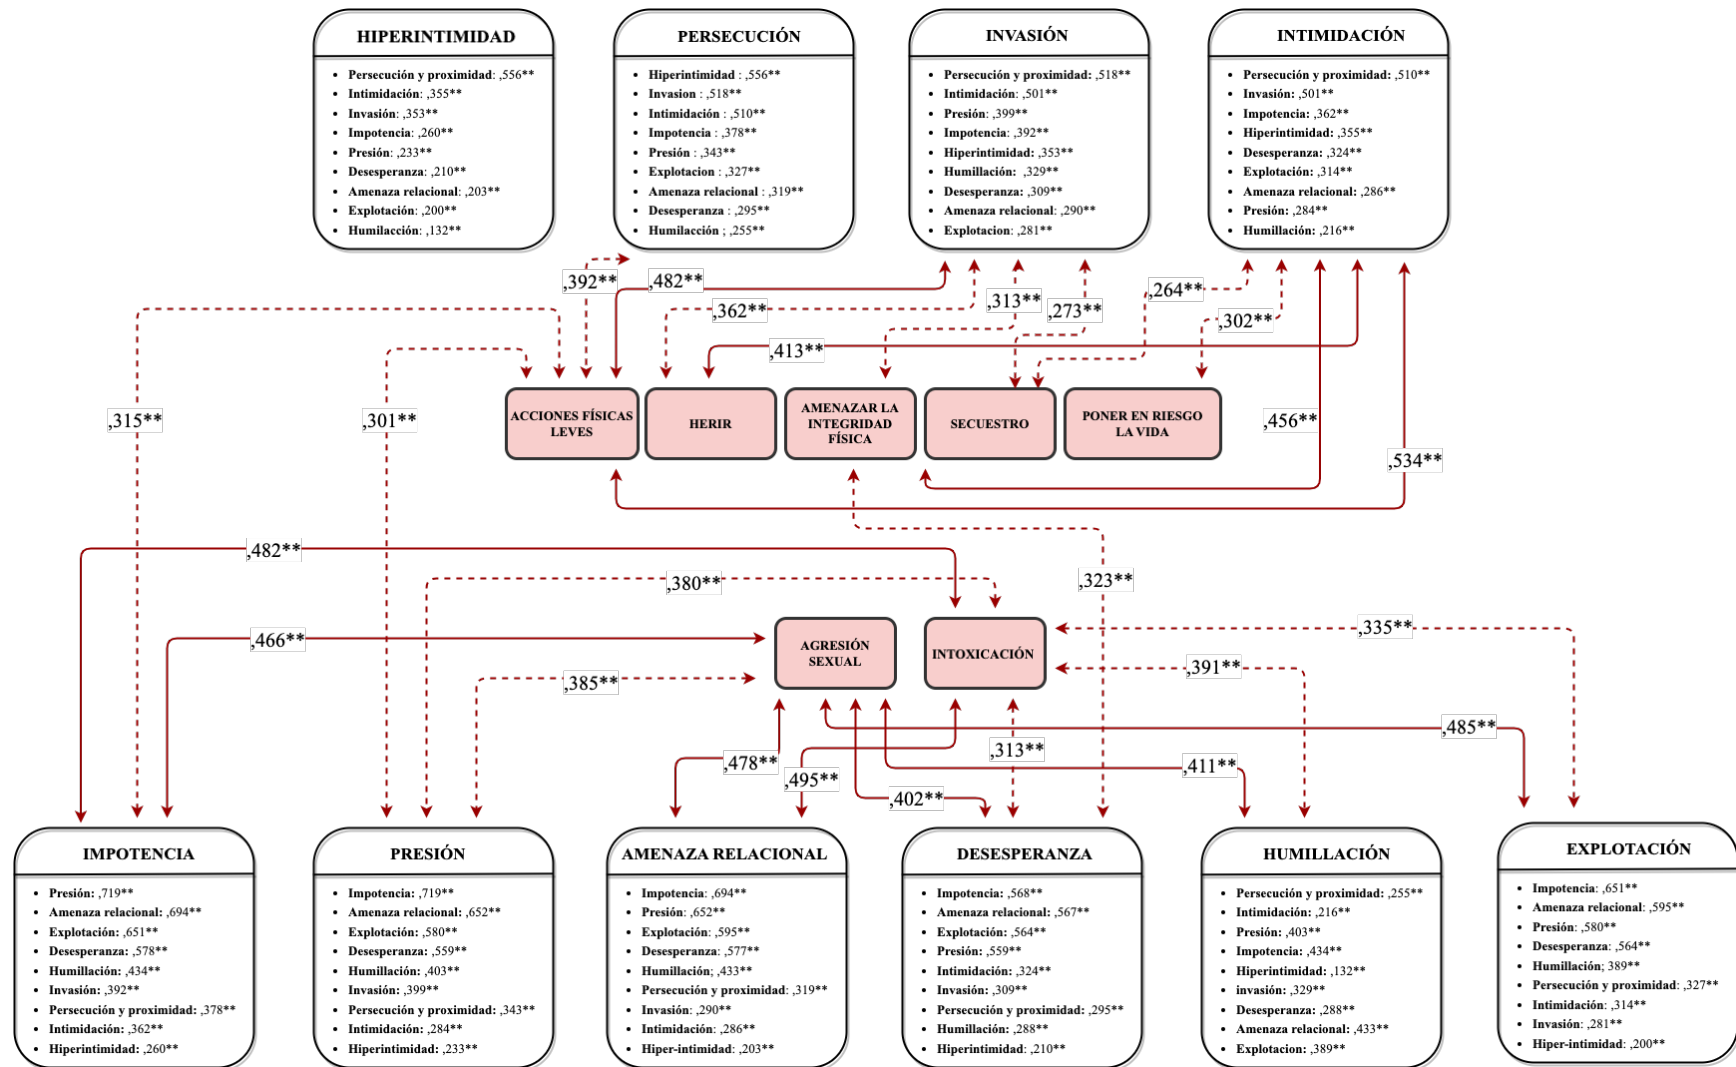 HIPERINTIMIDAD
Persecución y proximidad: ,556**
Intimidación: ,355**
Invasión: ,353**
Impotencia: ,260**
Presión: ,233**
Desesperanza: ,210**
Amenaza relacional: ,203**
Explotación: ,200**
Humilacción: ,132**
PERSECUCIÓN
Hiperintimidad : ,556**
Invasion : ,518**
Intimidación : ,510**
Impotencia : ,378**
Presión : ,343**
Explotacion : ,327**
Amenaza relacional : ,319**
Desesperanza : ,295**
Humilacción ; ,255**
INVASIÓN
Persecución y proximidad: ,518**
Intimidación: ,501**
Presión: ,399**
Impotencia: ,392**
Hiperintimidad: ,353**
Humillación: ,329**
Desesperanza: ,309**
Amenaza relacional: ,290**
Explotacion: ,281**
INTIMIDACIÓN
Persecución y proximidad: ,510**
Invasión: ,501**
Impotencia: ,362**
Hiperintimidad: ,355**
Desesperanza: ,324**
Explotación: ,314**
Amenaza relacional: ,286**
Presión: ,284**
Humillación: ,216**
,392**
,482**
,362**
,313**
,273**
,264**
,302**
,413**
,315**
,301**
ACCIONES FÍSICAS
LEVES
HERIR
AMENAZAR LA
INTEGRIDAD
FÍSICA
SECUESTRO
PONER EN RIESGO
LA VIDA
,456**
,534**
,482**
,380**
,323**
,466**
,385**
AGRESIÓN
SEXUAL
INTOXICACIÓN
,335**
,391**
,478**
,495**
,313**
,402**
,411**
,485**
IMPOTENCIA
Presión: ,719**
Amenaza relacional: ,694**
Explotación: ,651**
Desesperanza: ,578**
Humillación: ,434**
Invasión: ,392**
Persecución y proximidad: ,378**
Intimidación: ,362**
Hiperintimidad: ,260**
PRESIÓN
Impotencia: ,719**
Amenaza relacional: ,652**
Explotación: ,580**
Desesperanza: ,559**
Humillación: ,403**
Invasión: ,399**
Persecución y proximidad: ,343**
Intimidación: ,284**
Hiperintimidad: ,233**
AMENAZA RELACIONAL
Impotencia: ,694**
Presión: ,652**
Explotación: ,595**
Desesperanza: ,577**
Humillación; ,433**
Persecución y proximidad: ,319**
Invasión: ,290**
Intimidación: ,286**
Hiper-intimidad: ,203**
DESESPERANZA
Impotencia: ,568**
Amenaza relacional: ,567**
Explotación: ,564**
Presión: ,559**
Intimidación: ,324**
Invasión: ,309**
Persecución y proximidad: ,295**
Humillación: ,288**
Hiperintimidad: ,210**
HUMILLACIÓN
Persecución y proximidad: ,255**
Intimidación: ,216**
Presión: ,403**
Impotencia: ,434**
Hiperintimidad: ,132**
invasión: ,329**
Desesperanza: ,288**
Amenaza relacional: ,433**
Explotacion: ,389**
EXPLOTACIÓN
Impotencia: ,651**
Amenaza relacional: ,595**
Presión: ,580**
Desesperanza: ,564**
Humillación; 389**
Persecución y proximidad: ,327**
Intimidación: ,314**
Invasión: ,281**
Hiper-intimidad: ,200**